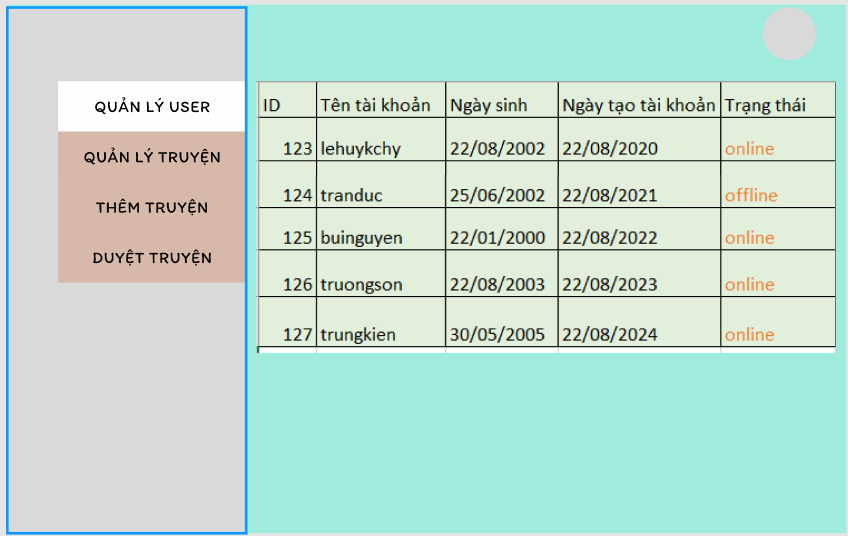 QUẢN LÝ USER
QUẢN LÝ TRUYỆN
THÊM TRUYỆN
DUYỆT TRUYỆN
ID Tên tài khoản Ngày sinh Ngày tạo tài khoản Trạng thái
123 lehuykchy 22/08/2002 22/08/2020 online
124 tranduc 25/06/2002 22/08/2021 offline
125 buinguyen 22/01/2000 22/08/2022 online
126 truongson 22/08/2003 22/08/2023 online
127 trungkien 30/05/2005 22/08/2024 online